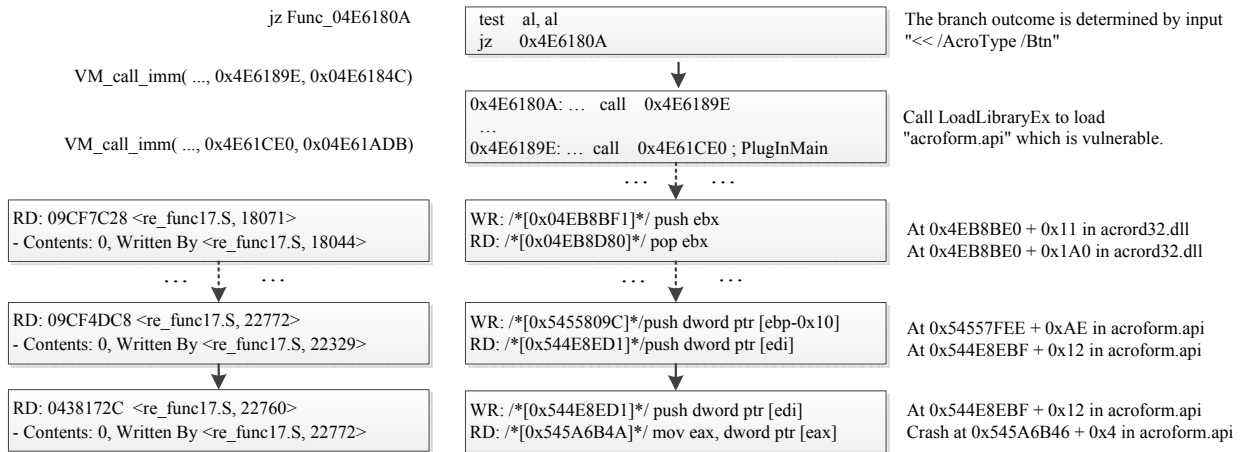 jz Func_04E6180A
test al, al
jz 0x4E6180A
The branch outcome is determined by input
"<< /AcroType /Btn"
VM_call_imm( ..., 0x4E6189E, 0x04E6184C)
VM_call_imm( ..., 0x4E61CE0, 0x04E61ADB)
0x4E6180A: … call 0x4E6189E
…
0x4E6189E: … call 0x4E61CE0 ; PlugInMain
Call LoadLibraryEx to load
"acroform.api" which is vulnerable.
... ...
RD: 09CF7C28 <re_func17.S, 18071>
- Contents: 0, Written By <re_func17.S, 18044>
WR: /*[0x04EB8BF1]*/ push ebx
RD: /*[0x04EB8D80]*/ pop ebx
At 0x4EB8BE0 + 0x11 in acrord32.dll
At 0x4EB8BE0 + 0x1A0 in acrord32.dll
... ...
... ...
RD: 09CF4DC8 <re_func17.S, 22772>
- Contents: 0, Written By <re_func17.S, 22329>
WR: /*[0x5455809C]*/push dword ptr [ebp-0x10]
RD: /*[0x544E8ED1]*/push dword ptr [edi]
At 0x54557FEE + 0xAE in acroform.api
At 0x544E8EBF + 0x12 in acroform.api
RD: 0438172C <re_func17.S, 22760>
- Contents: 0, Written By <re_func17.S, 22772>
WR: /*[0x544E8ED1]*/ push dword ptr [edi]
RD: /*[0x545A6B4A]*/ mov eax, dword ptr [eax]
At 0x544E8EBF + 0x12 in acroform.api
Crash at 0x545A6B46 + 0x4 in acroform.api